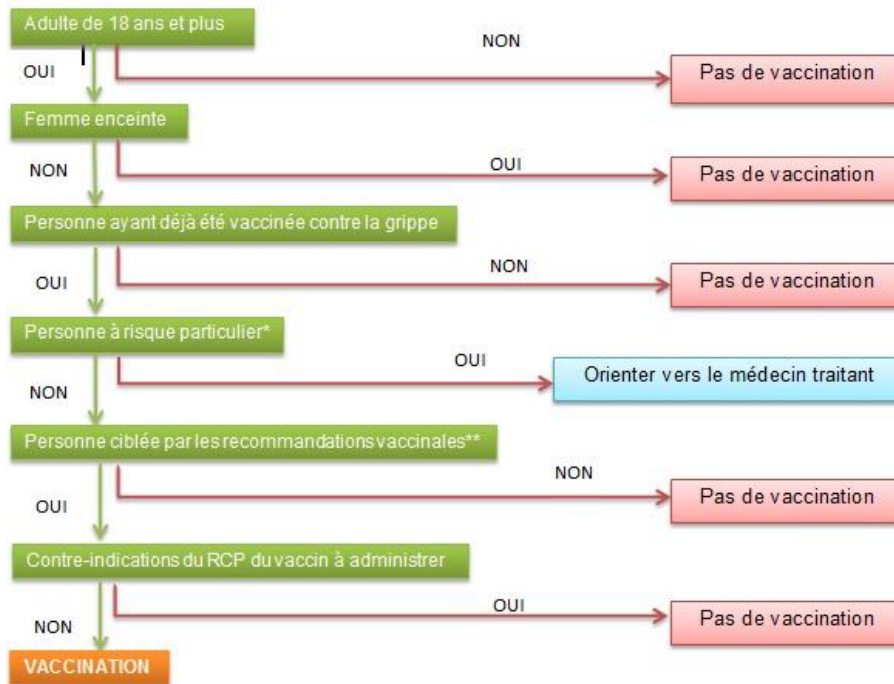 Adulte de 18 ans et plus
NON
OUI
Pas de vaccination
Femme enceinte
NON
OUI
Pas de vaccination
Personne ayant déjà été vaccinée contre la grippe
NON
OUI
Pas de vaccination
Personne à risque particulier*
OUI
NON
Orienter vers le médecin traitant
Personne ciblée par les recommandations vaccinales**
NON
OUI
Pas de vaccination
Contre-indications du RCP du vaccin à administrer
OUI
NON
Pas de vaccination
VACCINATION